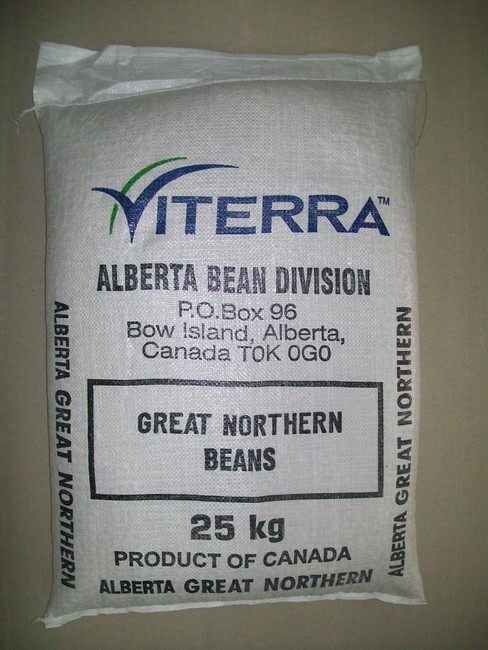 VITERRA™
ALBERTA BEAN DIVISION
P.O.Box 96
Bow Island, Alberta,
Canada T0K 0G0
ALBERTA GREAT NORTHERN
GREAT NORTHERN
BEANS
ALBERTA GREAT NORTHERN
25 kg
PRODUCT OF CANADA
ALBERTA GREAT NORTHERN